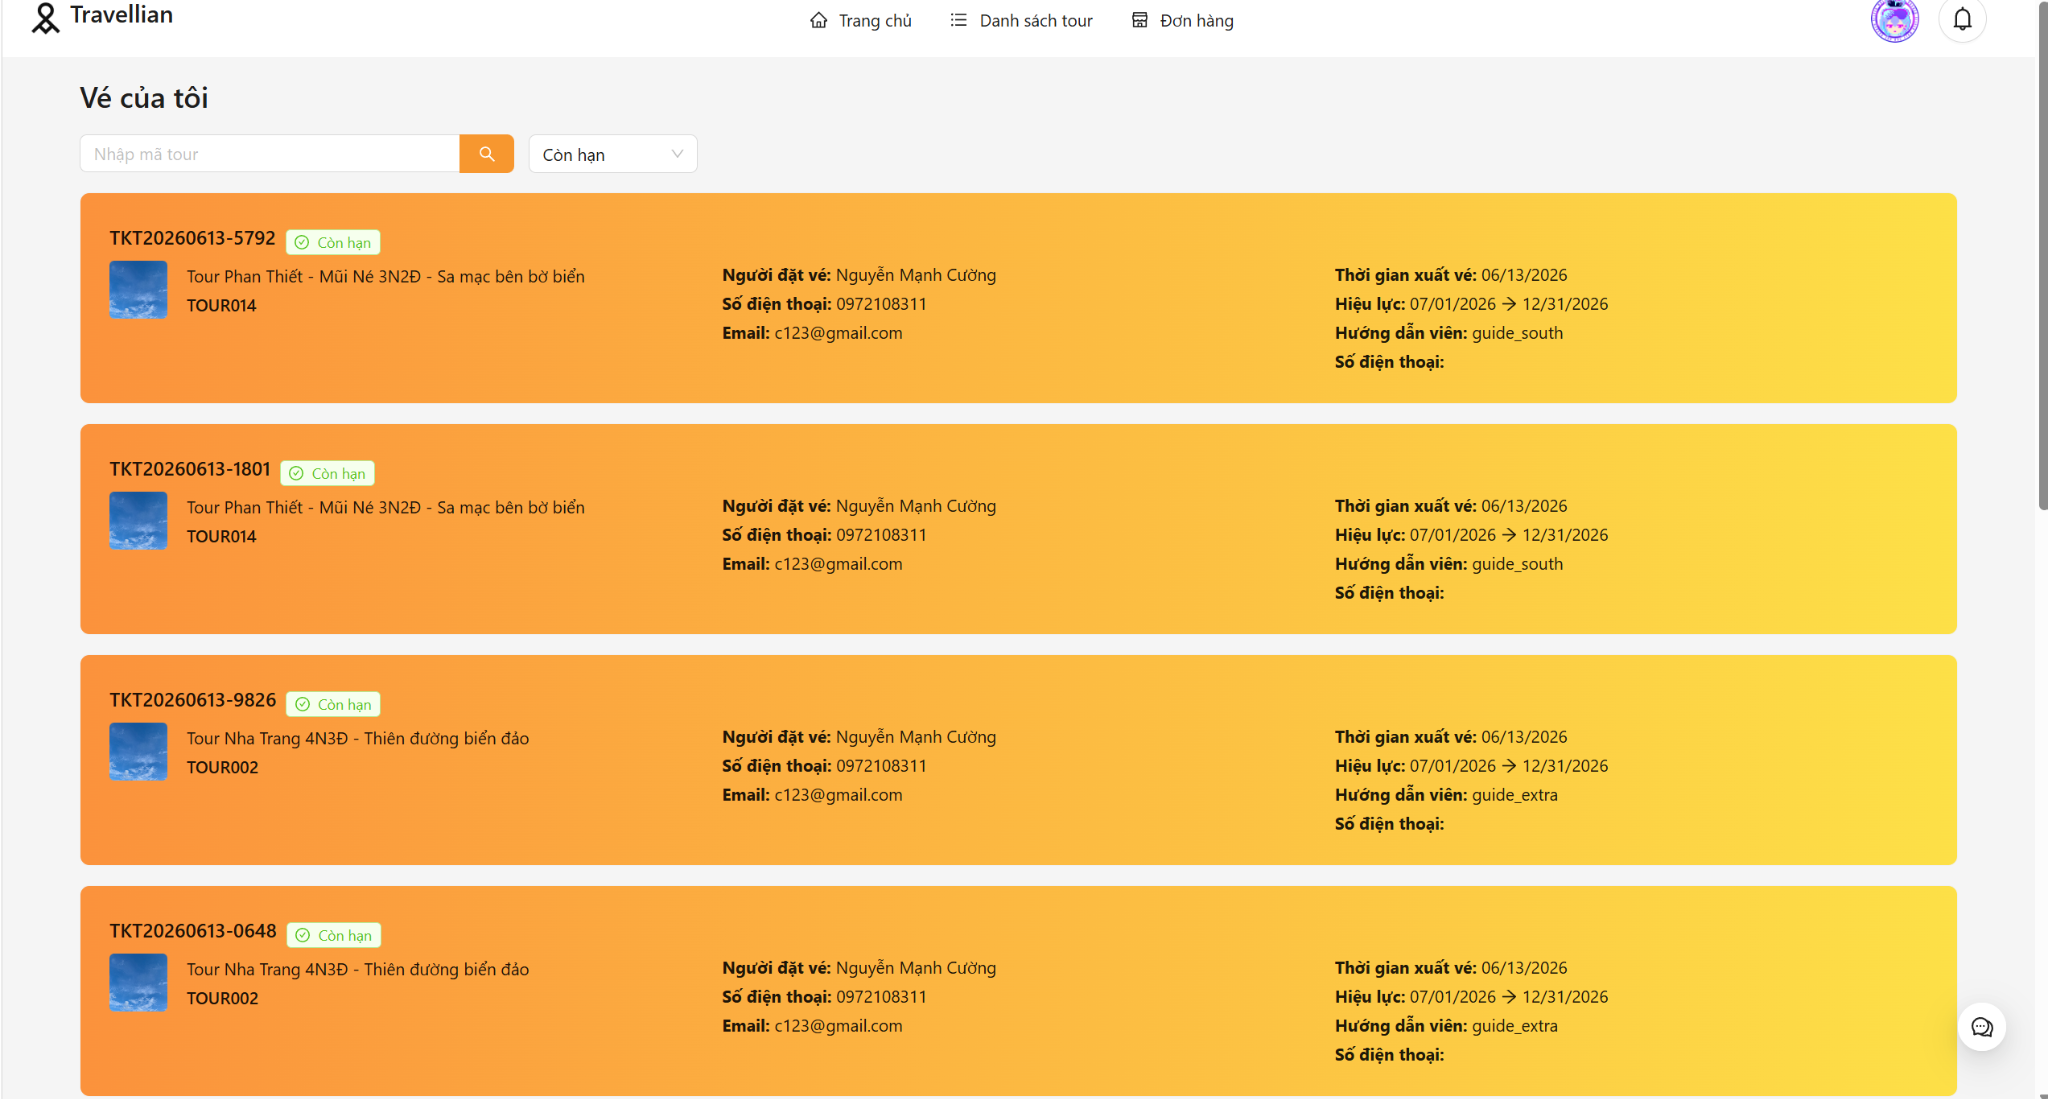 Travellian
Trang chủ
Danh sách tour
Đơn hàng
Vé của tôi
Nhập mã tour
Còn hạn
TKT20260613-5792
Còn hạn
Tour Phan Thiết - Mũi Né 3N2Đ - Sa mạc bên bờ biển
TOUR014
Người đặt vé: Nguyễn Mạnh Cường
Số điện thoại: 0972108311
Email: c123@gmail.com
Thời gian xuất vé: 06/13/2026
Hiệu lực: 07/01/2026 → 12/31/2026
Hướng dẫn viên: guide_south
Số điện thoại:
TKT20260613-1801
Còn hạn
Tour Phan Thiết - Mũi Né 3N2Đ - Sa mạc bên bờ biển
TOUR014
Người đặt vé: Nguyễn Mạnh Cường
Số điện thoại: 0972108311
Email: c123@gmail.com
Thời gian xuất vé: 06/13/2026
Hiệu lực: 07/01/2026 → 12/31/2026
Hướng dẫn viên: guide_south
Số điện thoại:
TKT20260613-9826
Còn hạn
Tour Nha Trang 4N3Đ - Thiên đường biển đảo
TOUR002
Người đặt vé: Nguyễn Mạnh Cường
Số điện thoại: 0972108311
Email: c123@gmail.com
Thời gian xuất vé: 06/13/2026
Hiệu lực: 07/01/2026 → 12/31/2026
Hướng dẫn viên: guide_extra
Số điện thoại:
TKT20260613-0648
Còn hạn
Tour Nha Trang 4N3Đ - Thiên đường biển đảo
TOUR002
Người đặt vé: Nguyễn Mạnh Cường
Số điện thoại: 0972108311
Email: c123@gmail.com
Thời gian xuất vé: 06/13/2026
Hiệu lực: 07/01/2026 → 12/31/2026
Hướng dẫn viên: guide_extra
Số điện thoại: